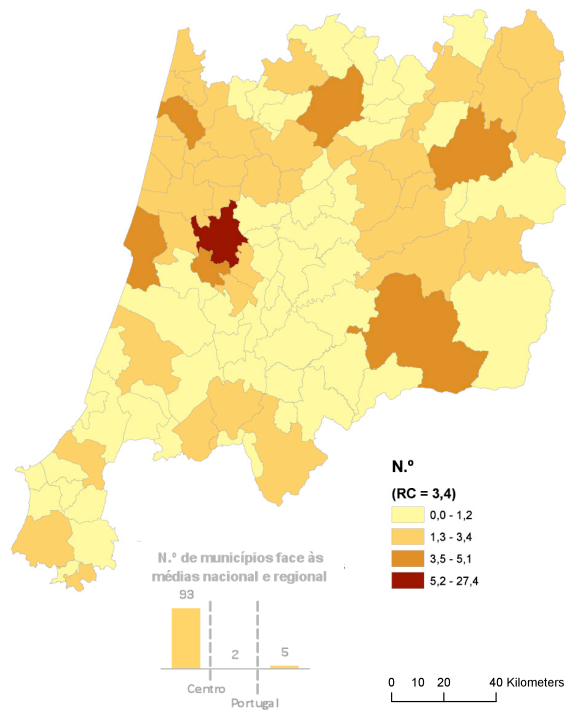 N.º
(RC = 3,4)
0,0 - 1,2
1,3 - 3,4
3,5 - 5,1
5,2 - 27,4
N.º de municípios face às
médias nacional e regional
93
2
5
Centro
Portugal
0 10 20 40 Kilometers